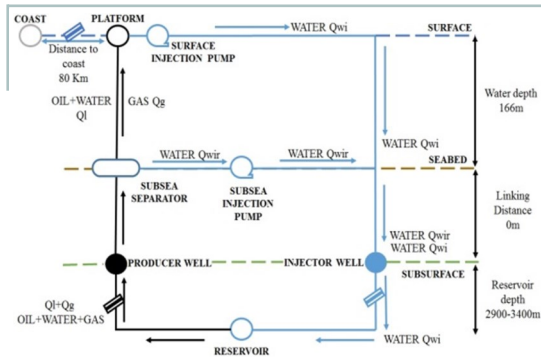 COAST
PLATFORM
WATER Qwi
SURFACE
Distance to
coast
80 Km
SURFACE
INJECTION PUMP
OIL+WATER
Ql
GAS Qg
Water depth
166m
WATER Qwi
WATER Qwir
WATER Qwir
SEABED
SUBSEA
SEPARATOR
SUBSEA
INJECTION
PUMP
Linking
Distance
0m
WATER Qwir
WATER Qwi
PRODUCER WELL
INJECTOR WELL
SUBSURFACE
Reservoir
depth
2900-3400m
Ql+Qg
OIL+WATER+GAS
WATER Qwi
RESERVOIR